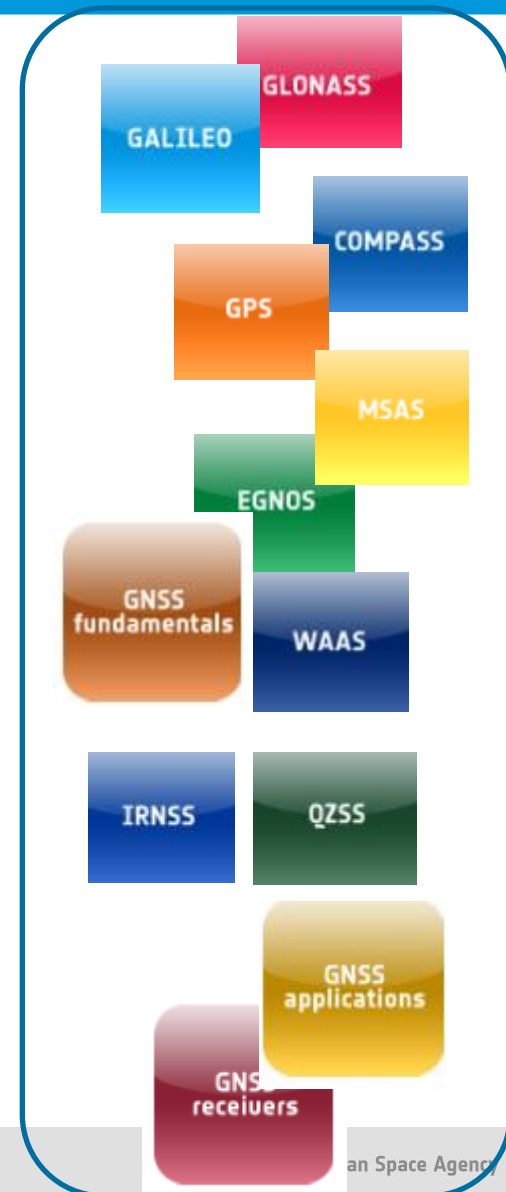 GLONASS
GALILEO
COMPASS
GPS
MSAS
EGNOS
GNSS
fundamentals
WAAS
IRNSS
QZSS
GNSS
applications
GNSS
receivers
an Space Agency